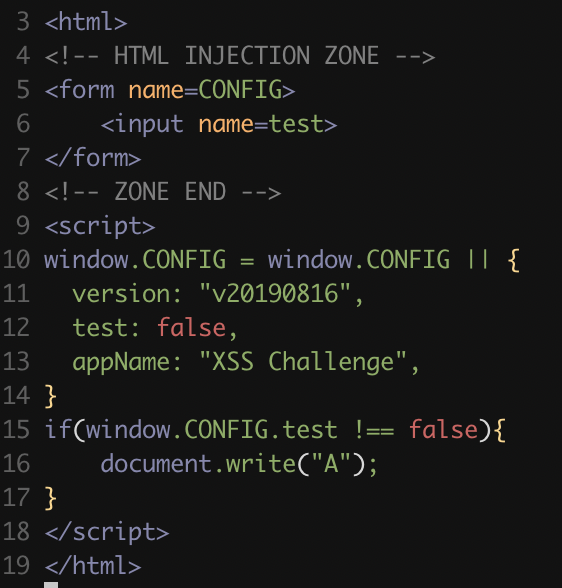 3 <html>
4 <!-- HTML INJECTION ZONE -->
5 <form name=CONFIG>
6     <input name=test>
7 </form>
8 <!-- ZONE END -->
9 <script>
10 window.CONFIG = window.CONFIG || {
11   version: "v20190816",
12   test: false,
13   appName: "XSS Challenge",
14 }
15 if(window.CONFIG.test !== false){
16     document.write("A");
17 }
18 </script>
19 </html>